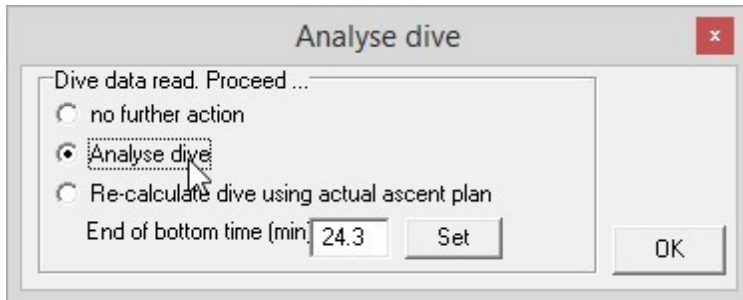 Analyse dive
x
Dive data read. Proceed ...
no further action
Analyse dive
Re-calculate dive using actual ascent plan
End of bottom time (min) 24.3 Set
OK